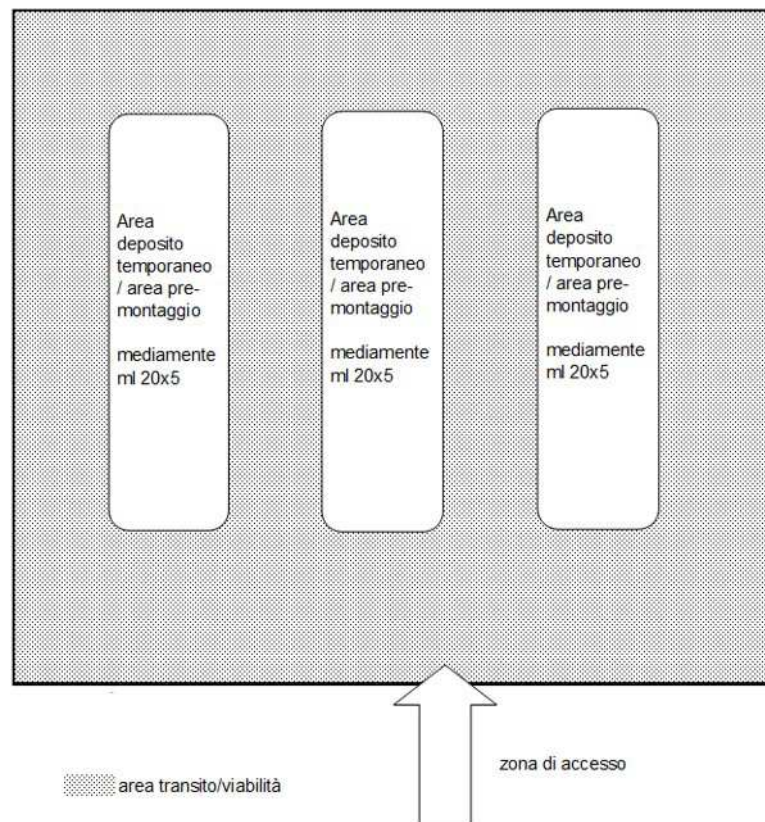 Area
deposito
temporaneo
/ area pre-
montaggio
mediamente
ml 20x5
Area
deposito
temporaneo
/ area pre-
montaggio
mediamente
ml 20x5
Area
deposito
temporaneo
/ area pre-
montaggio
mediamente
ml 20x5
zona di accesso
area transito/viabilità